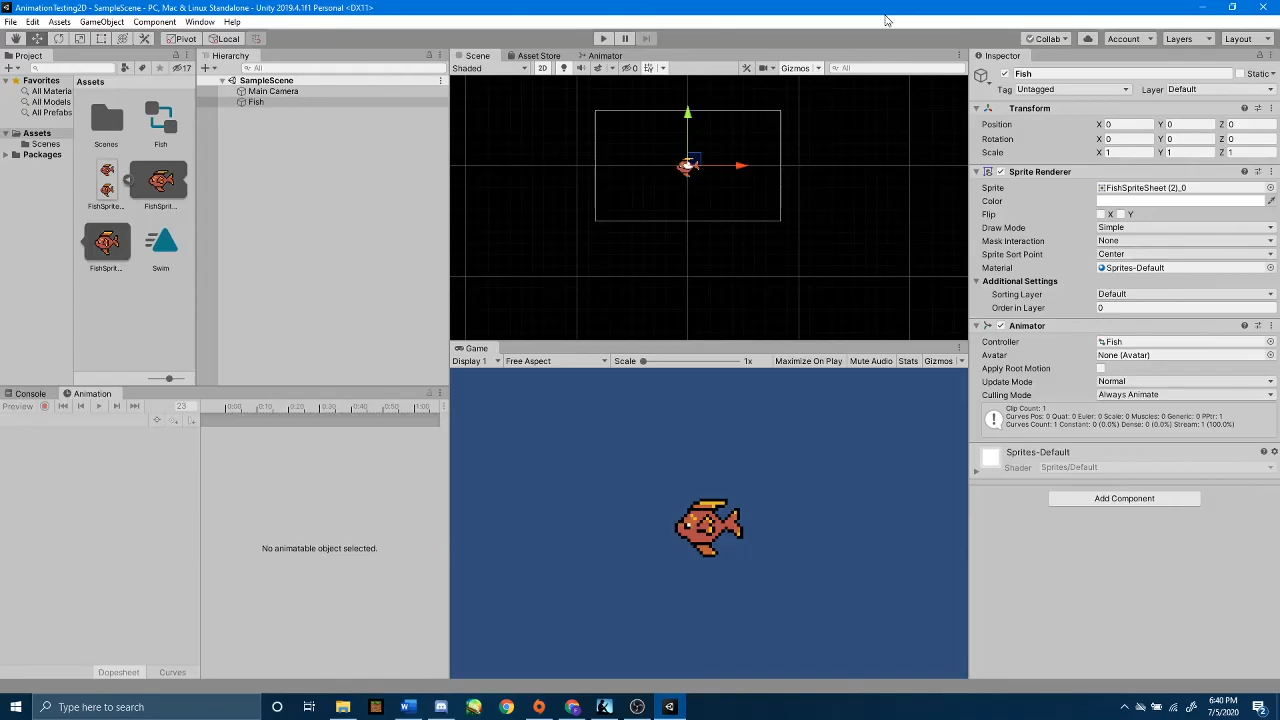 AnimationTesting2D - SampleScene - PC, Mac & Linux Standalone - Unity 2019.4.1f1 Personal <DX11>
File Edit Assets GameObject Component Window Help
Pivot Local Collab Account Layers Layout
Project
17
Favorites
All Materia
All Models
All Prefabs
Assets
Scenes
Packages
Assets
Scenes Fish
FishSprite... FishSprit...
FishSprit... Swim
Hierarchy
All
SampleScene
Main Camera
Fish
Scene Asset Store Animator
Shaded 2D 0 Gizmos All
Game
Display 1 Free Aspect Scale 1x Maximize On Play Mute Audio Stats Gizmos
Console Animation
Preview 23 0:00 0:10 0:20 0:30 0:40 0:50 1:00
No animatable object selected.
Dopesheet Curves
Inspector
Fish Static
Tag Untagged Layer Default
Transform
Position X 0 Y 0 Z 0
Rotation X 0 Y 0 Z 0
Scale X 1 Y 1 Z 1
Sprite Renderer
Sprite FishSpriteSheet (2)_0
Color
Flip X Y
Draw Mode Simple
Mask Interaction None
Sprite Sort Point Center
Material Sprites-Default
Additional Settings
Sorting Layer Default
Order in Layer 0
Animator
Controller Fish
Avatar None (Avatar)
Apply Root Motion
Update Mode Normal
Culling Mode Always Animate
Clip Count: 1
Curves Pos: 0 Quat: 0 Euler: 0 Scale: 0 Muscles: 0 Generic: 0 PPtr: 1
Curves Count: 1 Constant: 0 (0.0%) Dense: 0 (0.0%) Stream: 1 (100.0%)
Sprites-Default
Shader Sprites/Default
Add Component
Type here to search
6:40 PM
7/5/2020